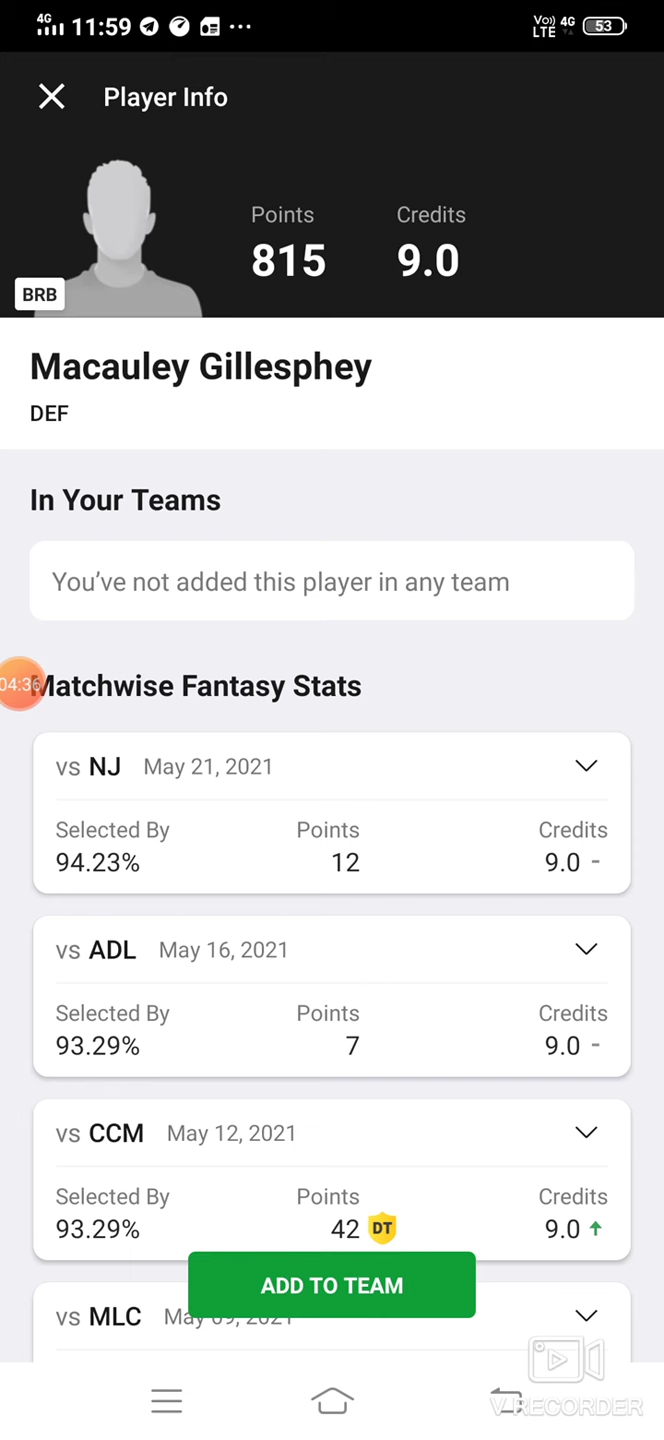 4G 11:59 ... Vo)) LTE 4G 53
Player Info
Points Credits
815 9.0
BRB
Macauley Gillesphey
DEF
In Your Teams
You've not added this player in any team
04:36
Matchwise Fantasy Stats
vs NJ May 21, 2021
Selected By Points Credits
94.23% 12 9.0 -
vs ADL May 16, 2021
Selected By Points Credits
93.29% 7 9.0 -
vs CCM May 12, 2021
Selected By Points Credits
93.29% 42 DT 9.0
ADD TO TEAM
vs MLC May 09, 2021
V RECORDER